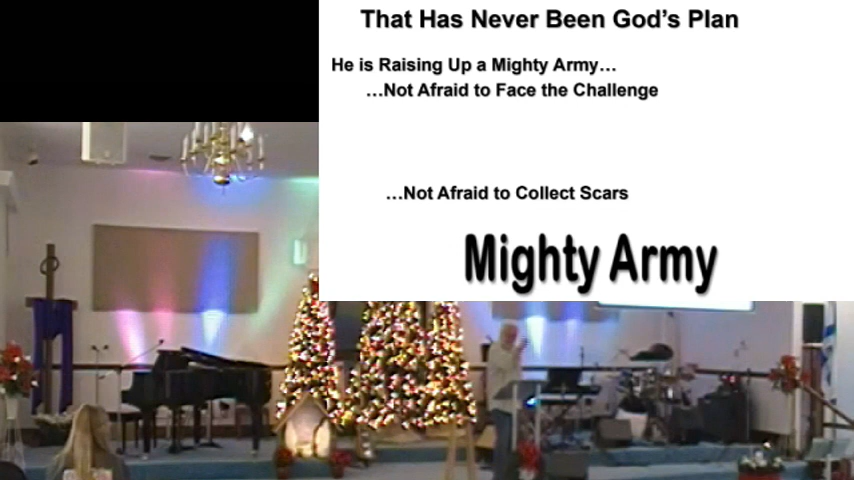 That Has Never Been God’s Plan
He is Raising Up a Mighty Army…
…Not Afraid to Face the Challenge
…Not Afraid to Collect Scars
Mighty Army